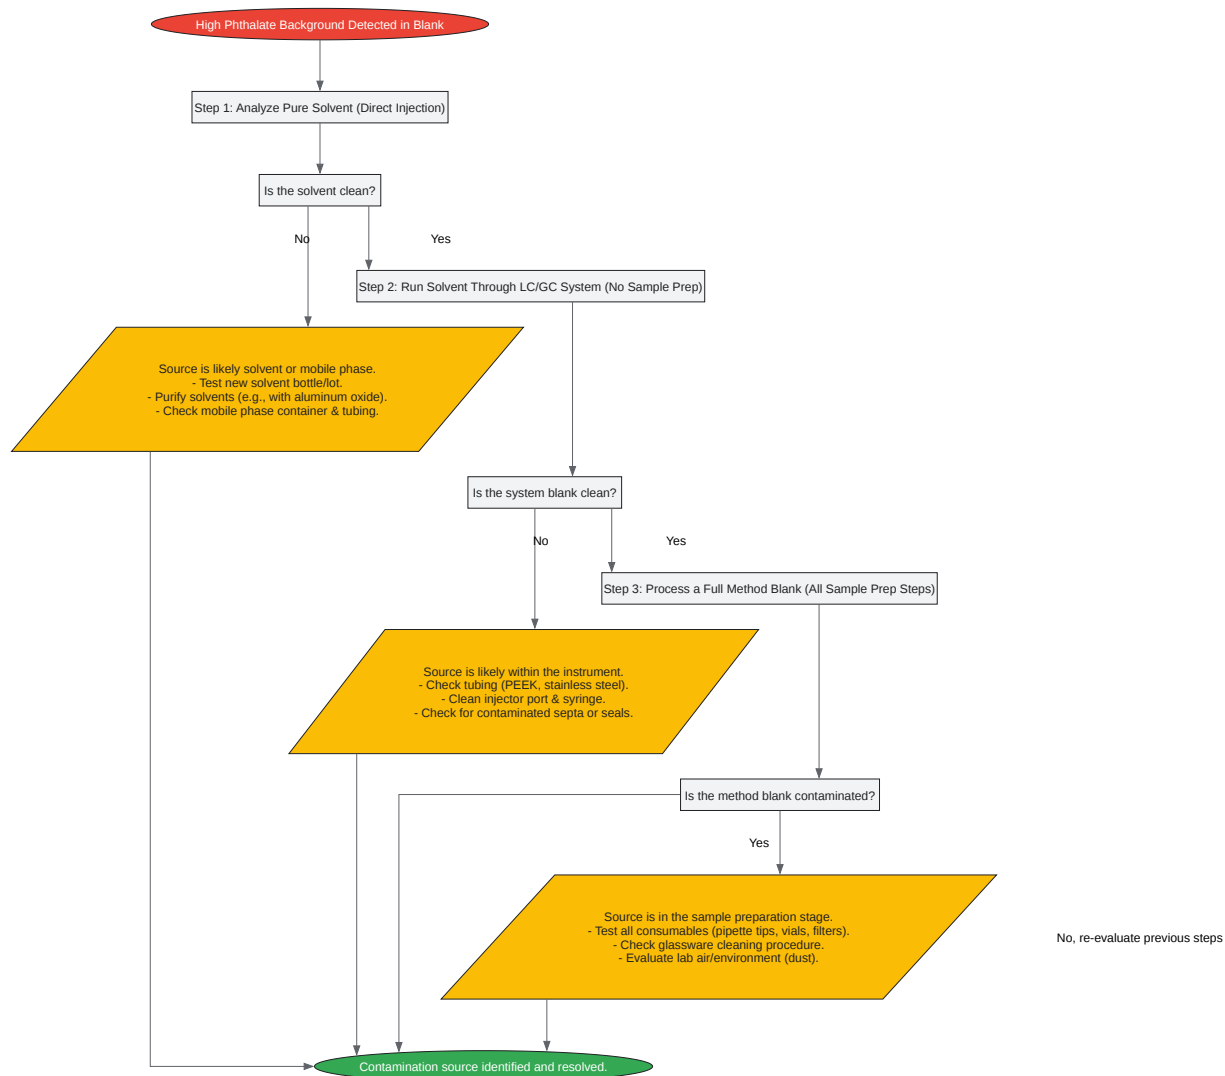 High Phthalate Background Detected in Blank
Step 1: Analyze Pure Solvent (Direct Injection)
Is the solvent clean?
No
Yes
Step 2: Run Solvent Through LC/GC System (No Sample Prep)
Source is likely solvent or mobile phase.
- Test new solvent bottle/lot.
- Purify solvents (e.g., with aluminum oxide).
- Check mobile phase container & tubing.
Is the system blank clean?
No
Yes
Step 3: Process a Full Method Blank (All Sample Prep Steps)
Source is likely within the instrument.
- Check tubing (PEEK, stainless steel).
- Clean injector port & syringe.
- Check for contaminated septa or seals.
Is the method blank contaminated?
Yes
Source is in the sample preparation stage.
- Test all consumables (pipette tips, vials, filters).
- Check glassware cleaning procedure.
- Evaluate lab air/environment (dust).
No, re-evaluate previous steps
Contamination source identified and resolved.